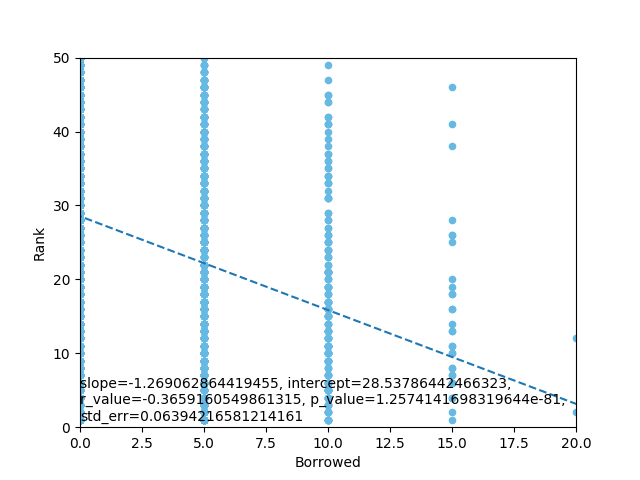 50
40
30
20
10
0
Rank
slope=-1.269062864419455, intercept=28.53786442466323,
r_value=-0.3659160549861315, p_value=1.2574141698319644e-81,
std_err=0.06394216581214161
0.0 2.5 5.0 7.5 10.0 12.5 15.0 17.5 20.0
Borrowed